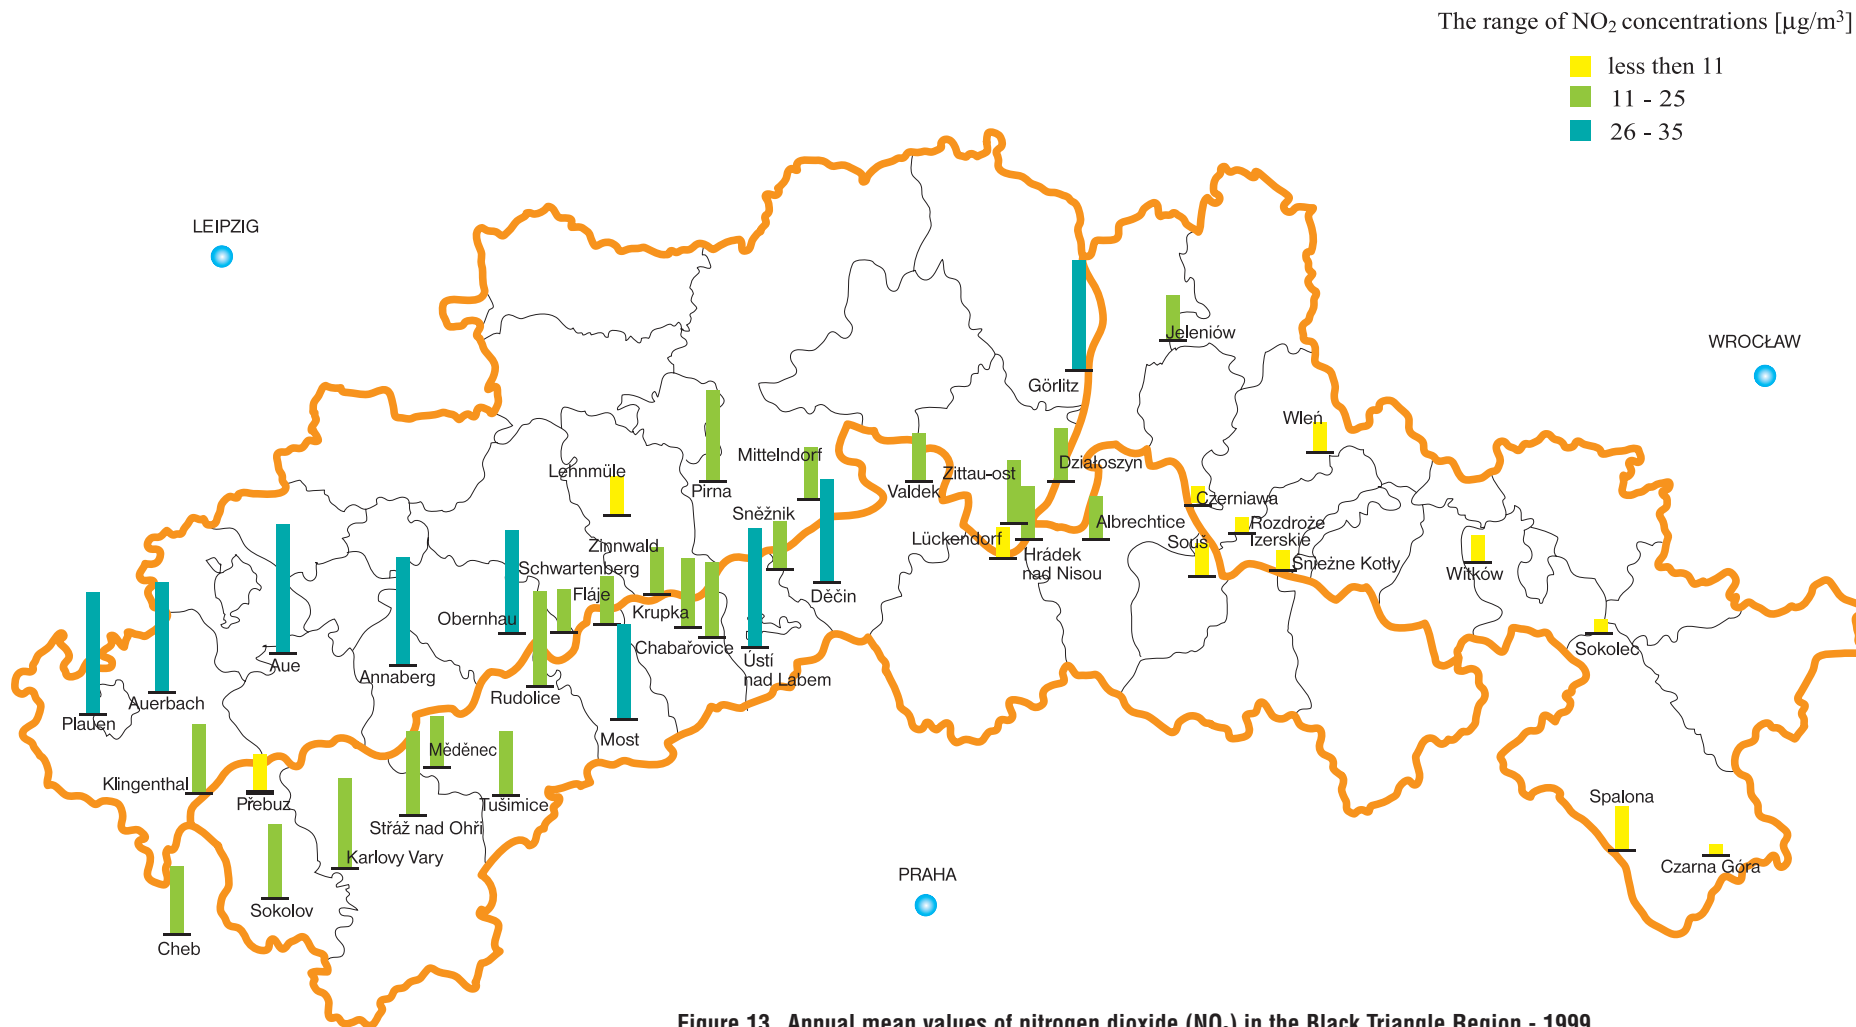 The range of NO₂ concentrations [µg/m³]
less then 11
11 - 25
26 - 35
LEIPZIG
WROCŁAW
PRAHA
Jeleniów
Görlitz
Wleń
Mittelndorf
Działoszyn
Lehnmüle
Zittau-ost
Pirna
Valdek
Czerniawa
Sněžnik
Albrechtice
Rozdroże
Izerskie
Lückendorf
Souš
Zinnwald
Hrádek
nad Nisou
Śnieżne Kotły
Witków
Schwartenberg
Fláje
Děčin
Obernhau
Krupka
Chabařovice
Sokolec
Ústí
nad Labem
Aue
Annaberg
Rudolice
Auerbach
Plauen
Most
Měděnec
Klingenthal
Přebuz
Tušimice
Spalona
Střáž nad Ohří
Karlovy Vary
Czarna Góra
Sokolov
Cheb
Figure 13. Annual mean values of nitrogen dioxide (NO₂) in the Black Triangle Region - 1999